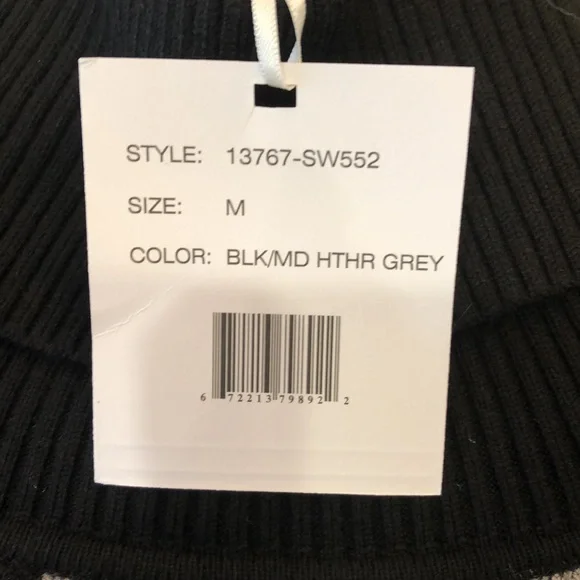 STYLE: 13767-SW552
SIZE: M
COLOR: BLK/MD HTHR GREY
6 72213 79892 2